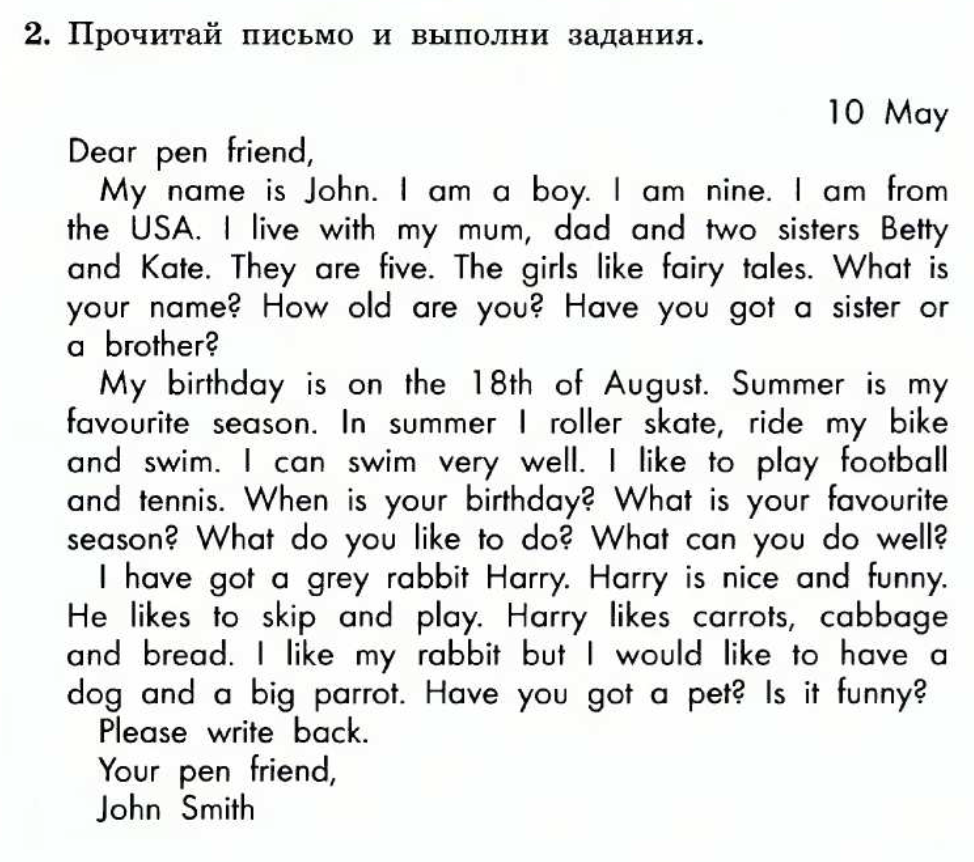 2. Прочитай письмо и выполни задания.
10 May
Dear pen friend,
My name is John. I am a boy. I am nine. I am from
the USA. I live with my mum, dad and two sisters Betty
and Kate. They are five. The girls like fairy tales. What is
your name? How old are you? Have you got a sister or
a brother?
My birthday is on the 18th of August. Summer is my
favourite season. In summer I roller skate, ride my bike
and swim. I can swim very well. I like to play football
and tennis. When is your birthday? What is your favourite
season? What do you like to do? What can you do well?
I have got a grey rabbit Harry. Harry is nice and funny.
He likes to skip and play. Harry likes carrots, cabbage
and bread. I like my rabbit but I would like to have a
dog and a big parrot. Have you got a pet? Is it funny?
Please write back.
Your pen friend,
John Smith